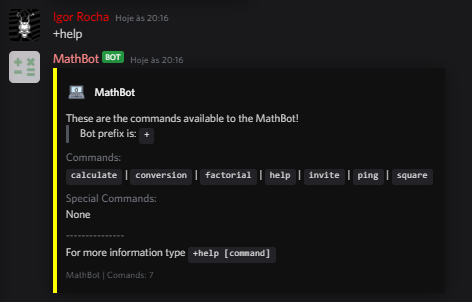 Igor Rocha Hoje às 20:16
+help
MathBot BOT Hoje às 20:16
MathBot
These are the commands available to the MathBot!
Bot prefix is: +
Commands:
calculate | conversion | factorial | help | invite | ping | square
Special Commands:
None
---------------
For more information type +help [command]
MathBot | Comands: 7